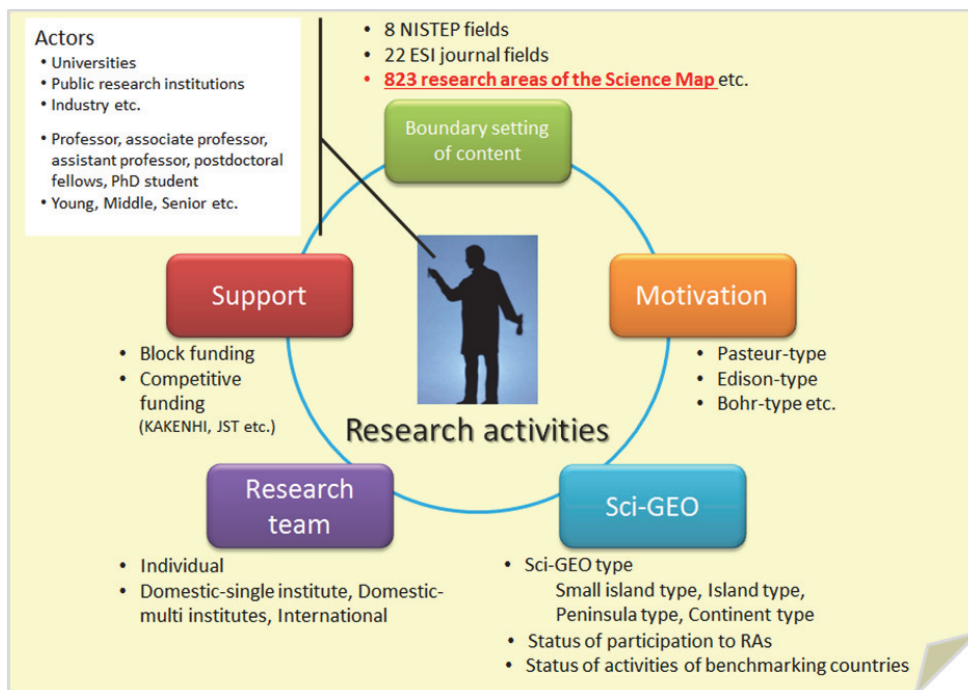 Actors
• Universities
• Public research institutions
• Industry etc.
• Professor, associate professor,
assistant professor, postdoctoral
fellows, PhD student
• Young, Middle, Senior etc.
• 8 NISTEP fields
• 22 ESI journal fields
• 823 research areas of the Science Map etc.
Boundary setting
of content
Support
• Block funding
• Competitive
funding
(KAKENHI, JST etc.)
Motivation
• Pasteur-type
• Edison-type
• Bohr-type etc.
Research activities
Research
team
• Individual
• Domestic-single institute, Domestic-
multi institutes, International
Sci-GEO
• Sci-GEO type
Small island type, Island type,
Peninsula type, Continent type
• Status of participation to RAs
• Status of activities of benchmarking countries